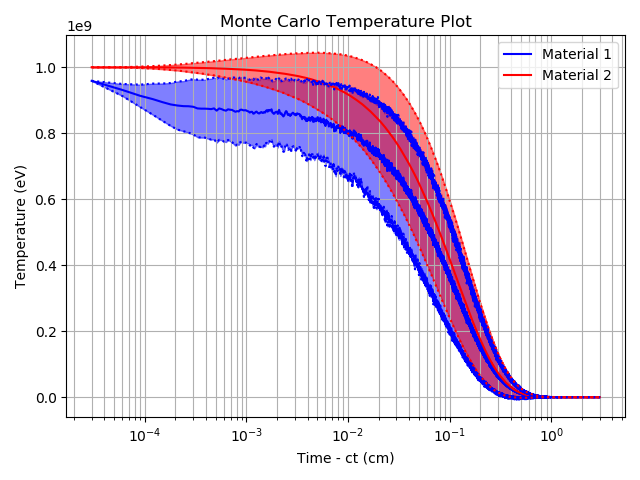 Monte Carlo Temperature Plot
1e9
Material 1
Material 2
1.0
0.8
0.6
0.4
0.2
0.0
Temperature (eV)
10⁻⁴
10⁻³
10⁻²
10⁻¹
10⁰
Time - ct (cm)